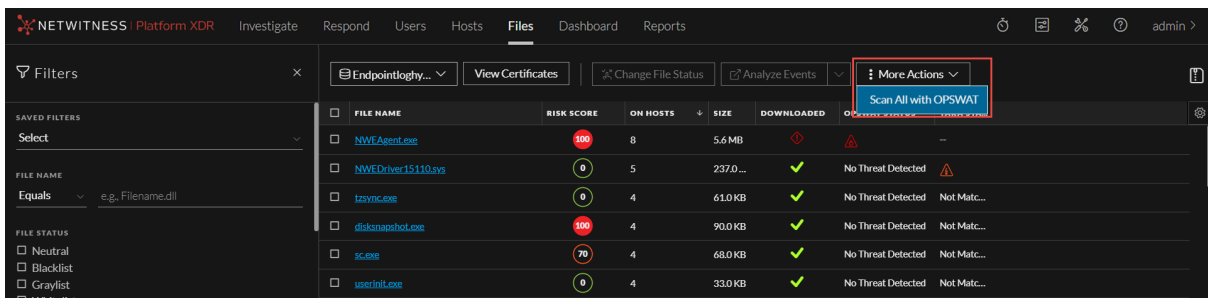 NETWITNESS | Platform XDR Investigate Respond Users Hosts Files Dashboard Reports admin >
Filters
Endpointloghy... View Certificates Change File Status Analyze Events More Actions
Scan All with OPSWAT
SAVED FILTERS
Select
FILE NAME RISK SCORE ON HOSTS SIZE DOWNLOADED OPSWAT STATUS
NWEAgent.exe 100 8 5.6 MB --
FILE NAME
Equals e.g., Filename.dll
NWEDriver15110.sys 0 5 237.0 ... No Threat Detected
tzsync.exe 0 4 61.0 KB No Threat Detected Not Matc...
FILE STATUS
disksnapshot.exe 100 4 90.0 KB No Threat Detected Not Matc...
Neutral
sc.exe 70 4 68.0 KB No Threat Detected Not Matc...
Blacklist
Graylist
userinit.exe 0 4 33.0 KB No Threat Detected Not Matc...